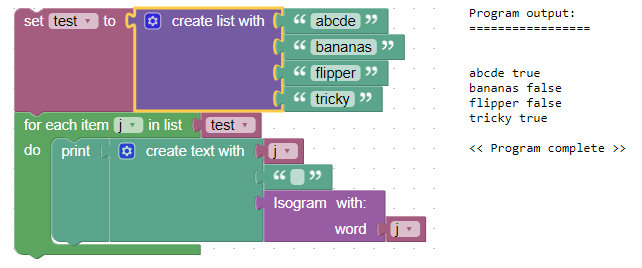 set test to create list with “ abcde ”
“ bananas ”
“ flipper ”
“ tricky ”
for each item j in list test
do print create text with j
“ ”
Isogram with:
word j
Program output:
=================
abcde true
bananas false
flipper false
tricky true
<< Program complete >>